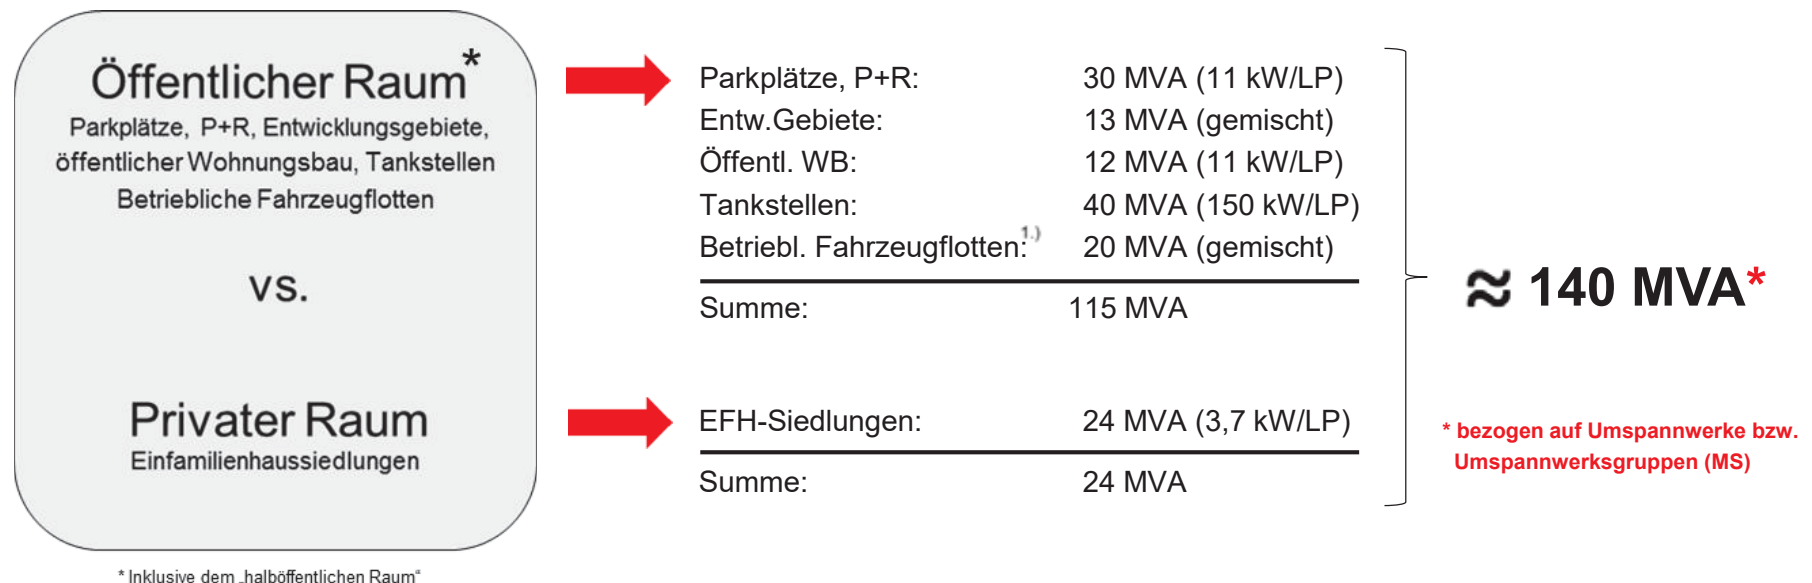 Öffentlicher Raum*
Parkplätze, P+R, Entwicklungsgebiete,
öffentlicher Wohnungsbau, Tankstellen
Betriebliche Fahrzeugflotten
vs.
Privater Raum
Einfamilienhaussiedlungen
* Inklusive dem „halböffentlichen Raum“
Parkplätze, P+R: 30 MVA (11 kW/LP)
Entw.Gebiete: 13 MVA (gemischt)
Öffentl. WB: 12 MVA (11 kW/LP)
Tankstellen: 40 MVA (150 kW/LP)
Betriebl. Fahrzeugflotten:1.) 20 MVA (gemischt)
Summe: 115 MVA
EFH-Siedlungen: 24 MVA (3,7 kW/LP)
Summe: 24 MVA
≈ 140 MVA*
* bezogen auf Umspannwerke bzw.
Umspannwerksgruppen (MS)